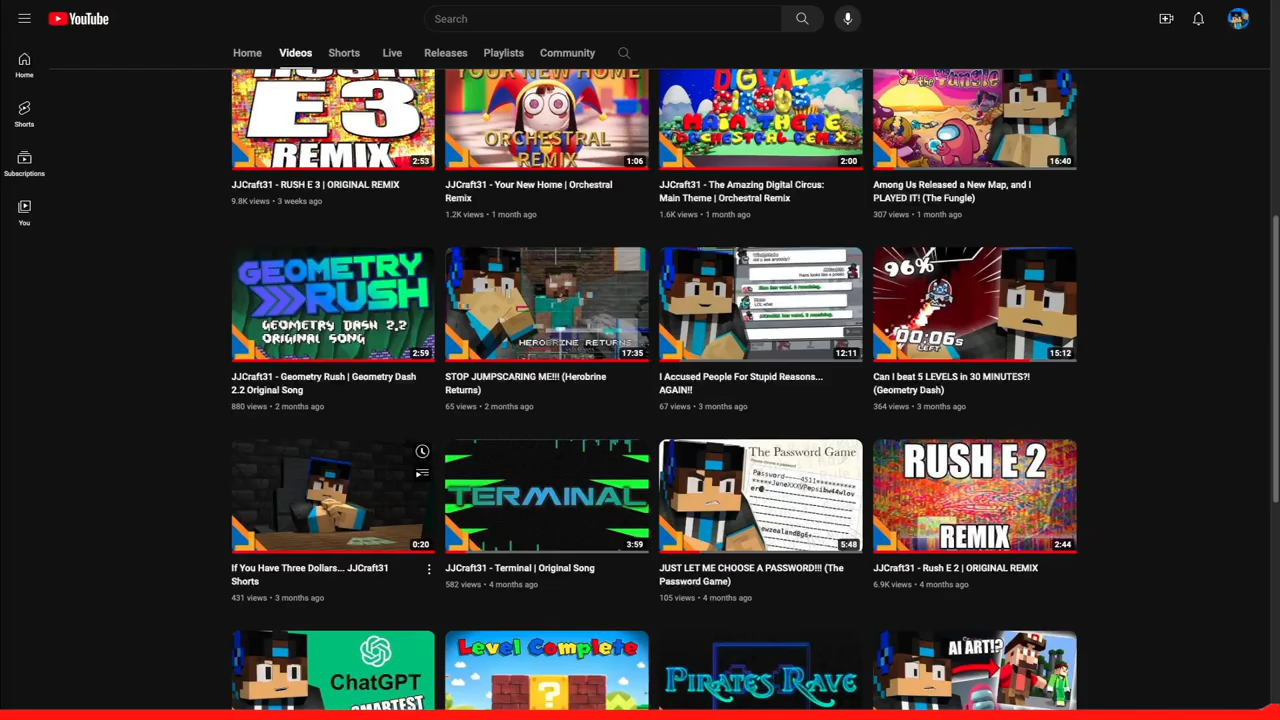 YouTube
Search
Home
Shorts
Subscriptions
You
Home Videos Shorts Live Releases Playlists Community
E3
REMIX
2:53
JJCraft31 - RUSH E 3 | ORIGINAL REMIX
9.8K views • 3 weeks ago
YOUR NEW HOME
ORCHESTRAL
REMIX
1:06
JJCraft31 - Your New Home | Orchestral
Remix
1.2K views • 1 month ago
DIGITAL
CIRCUS
MAIN THEME
ORCHESTRAL REMIX
2:00
JJCraft31 - The Amazing Digital Circus:
Main Theme | Orchestral Remix
1.6K views • 1 month ago
the Fungle
16:40
Among Us Released a New Map, and I
PLAYED IT! (The Fungle)
307 views • 1 month ago
GEOMETRY
RUSH
GEOMETRY DASH 2.2
ORIGINAL SONG
2:59
JJCraft31 - Geometry Rush | Geometry Dash
2.2 Original Song
880 views • 2 months ago
HEROBRINE RETURNS
17:35
STOP JUMPSCARING ME!!! (Herobrine
Returns)
65 views • 2 months ago
12:11
I Accused People For Stupid Reasons...
AGAIN!!
67 views • 3 months ago
96%
00:06s
LEFT
15:12
Can I beat 5 LEVELS in 30 MINUTES?!
(Geometry Dash)
364 views • 3 months ago
0:20
If You Have Three Dollars... JJCraft31
Shorts
431 views • 3 months ago
TERMINAL
3:59
JJCraft31 - Terminal | Original Song
582 views • 4 months ago
The Password Game
5:48
JUST LET ME CHOOSE A PASSWORD!!! (The
Password Game)
105 views • 4 months ago
RUSH E 2
REMIX
2:44
JJCraft31 - Rush E 2 | ORIGINAL REMIX
6.9K views • 4 months ago
ChatGPT
SMARTEST
Level Complete
PIRATES RAVE
AI ART!?